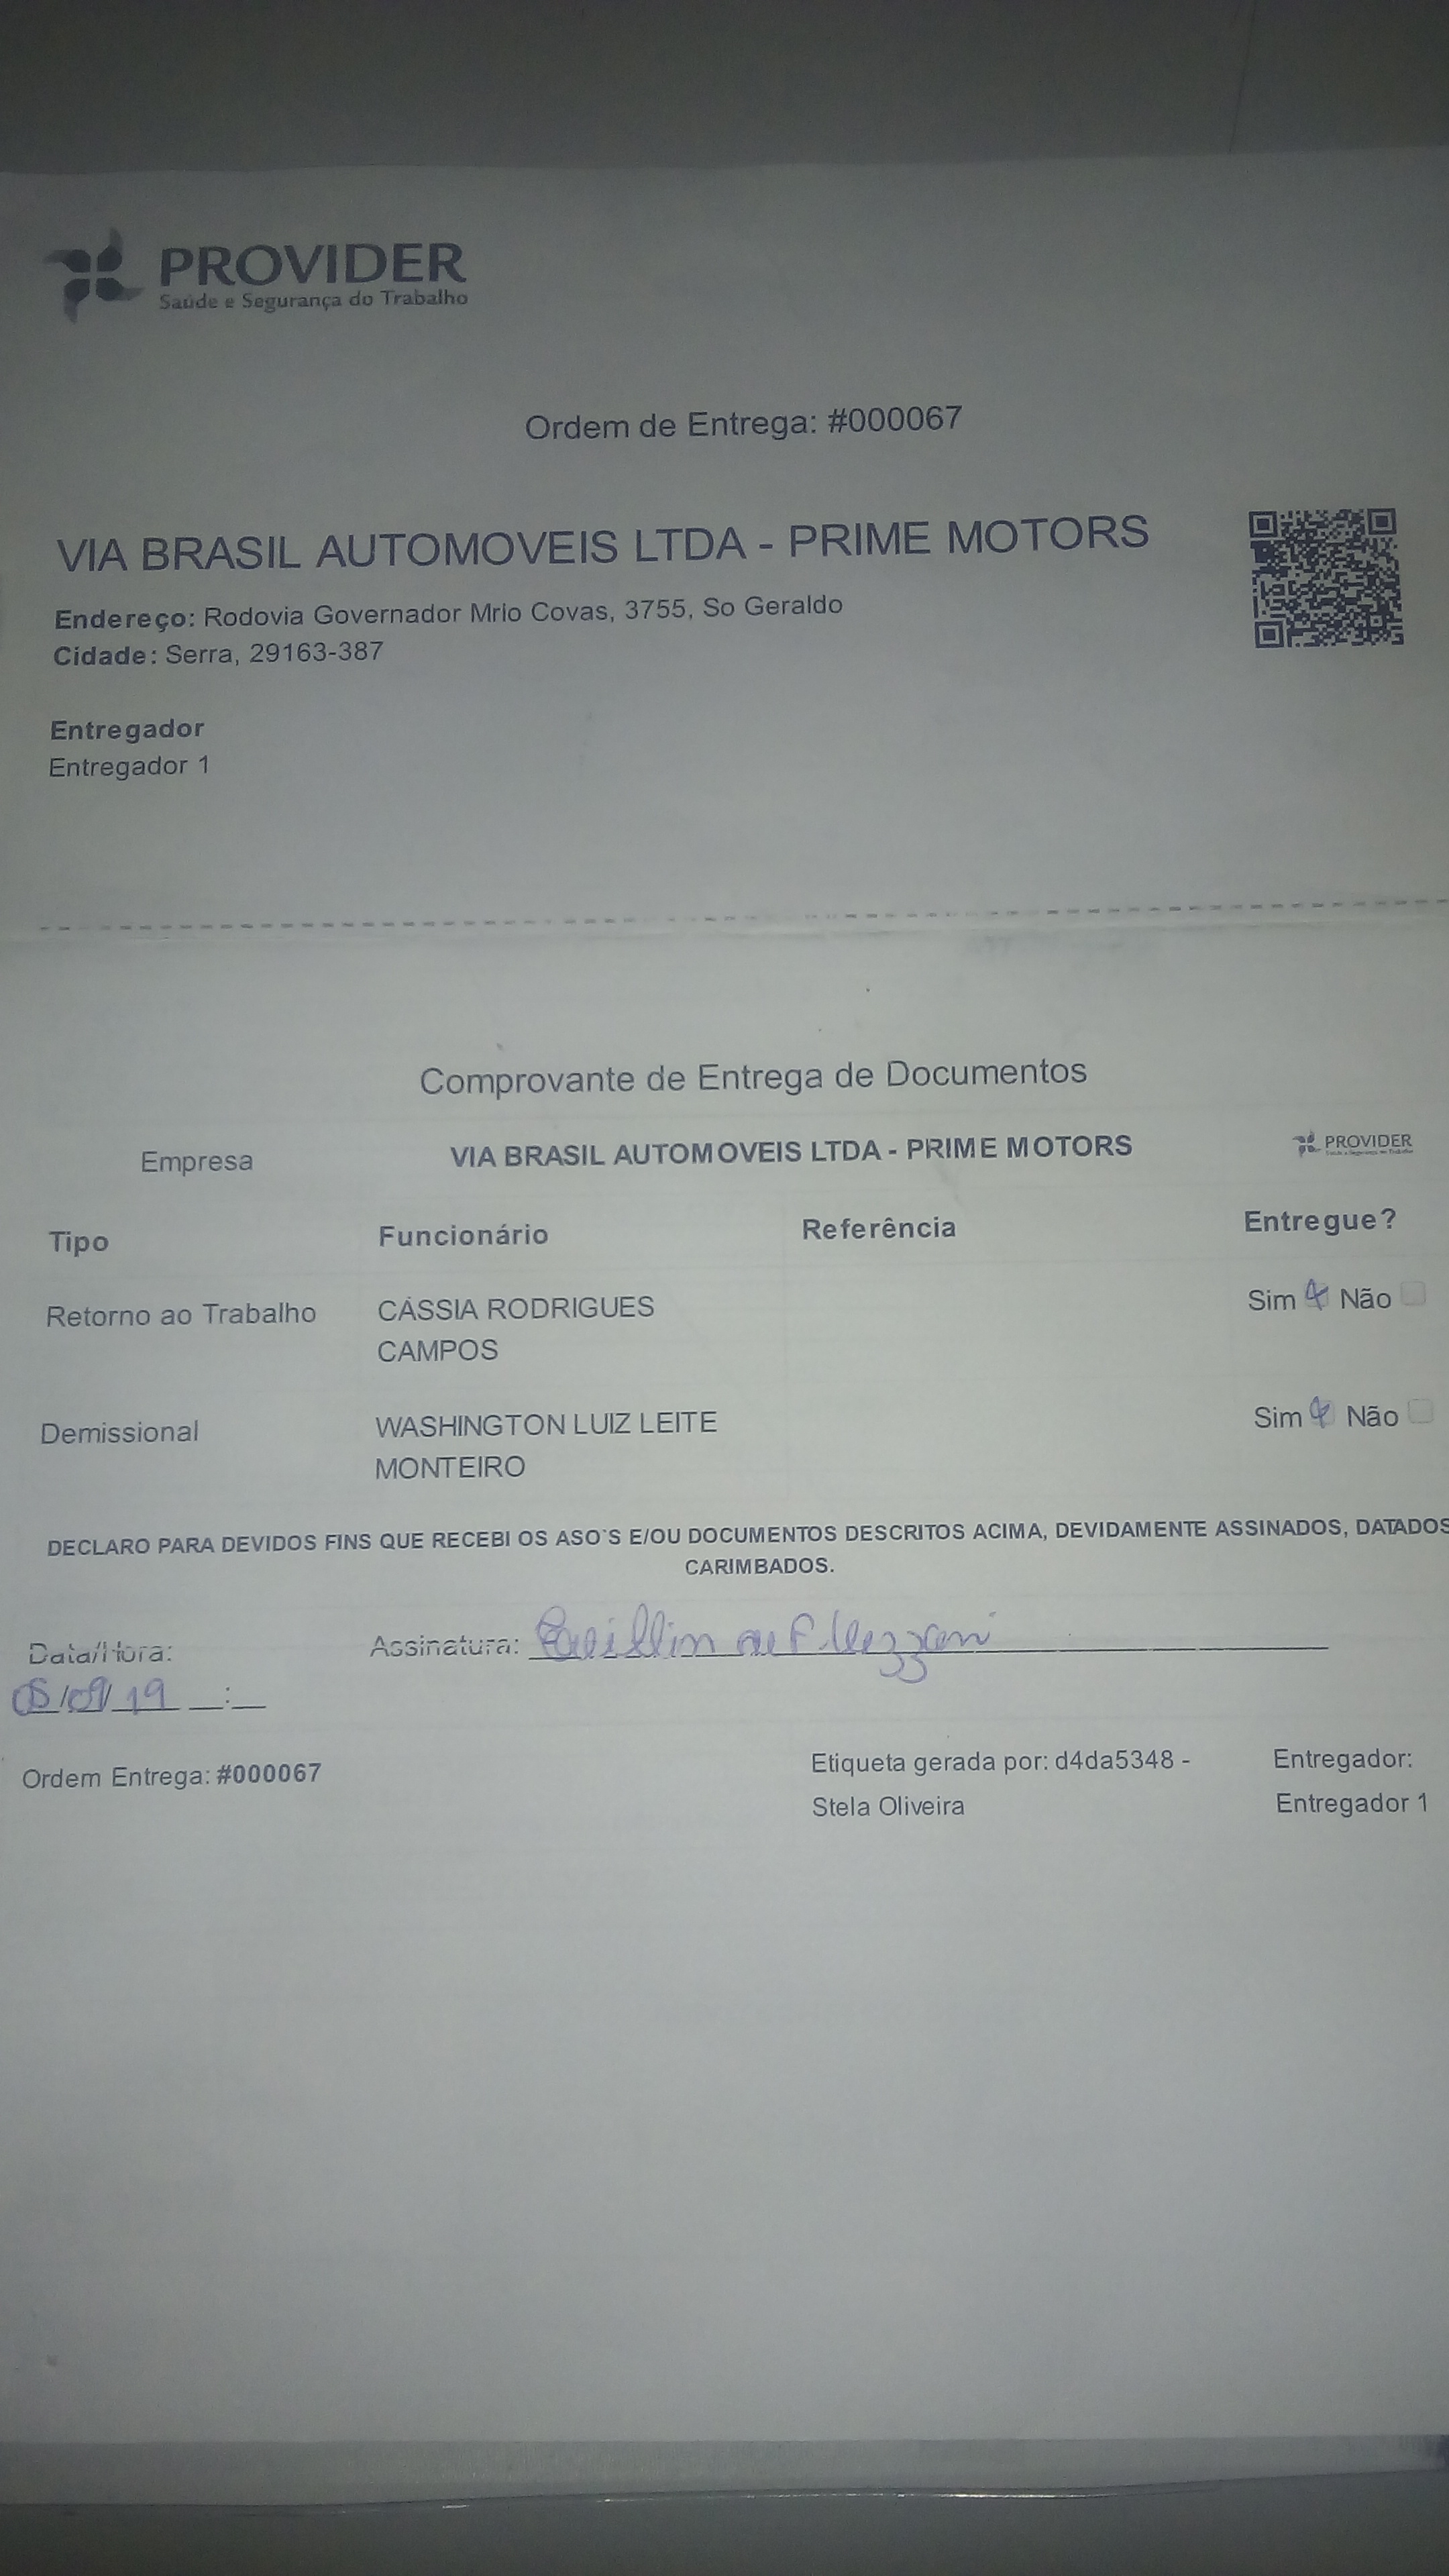 PROVIDER
Saúde e Segurança do Trabalho
Ordem de Entrega: #000067
VIA BRASIL AUTOMOVEIS LTDA - PRIME MOTORS
Endereço: Rodovia Governador Mrio Covas, 3755, So Geraldo
Cidade: Serra, 29163-387
Entregador
Entregador 1
Comprovante de Entrega de Documentos
Empresa VIA BRASIL AUTOMOVEIS LTDA - PRIME MOTORS PROVIDER
Saúde e Segurança do Trabalho
Tipo Funcionário Referência Entregue?
Retorno ao Trabalho CÁSSIA RODRIGUES Sim Não
CAMPOS
Demissional WASHINGTON LUIZ LEITE Sim Não
MONTEIRO
DECLARO PARA DEVIDOS FINS QUE RECEBI OS ASO`S E/OU DOCUMENTOS DESCRITOS ACIMA, DEVIDAMENTE ASSINADOS, DATADOS
CARIMBADOS.
Data/Hora: Assinatura:
05/09/19 __:__
Ordem Entrega: #000067 Etiqueta gerada por: d4da5348 - Entregador:
Stela Oliveira Entregador 1